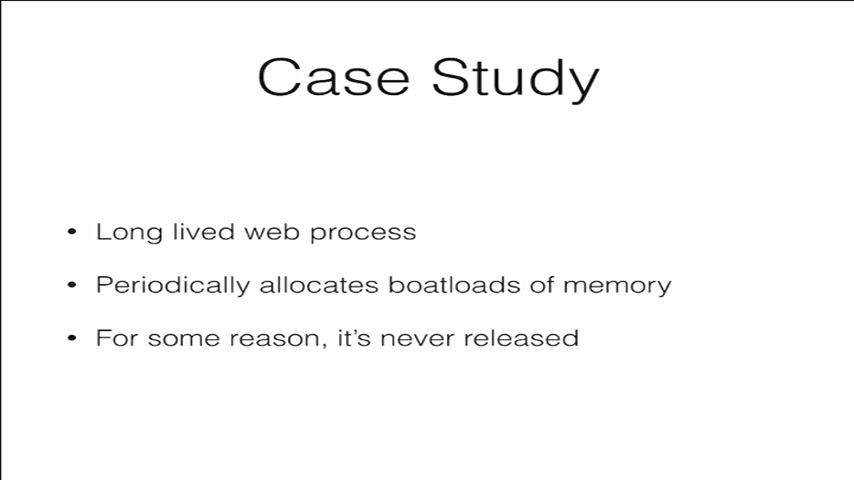 Case Study
• Long lived web process
• Periodically allocates boatloads of memory
• For some reason, it’s never released